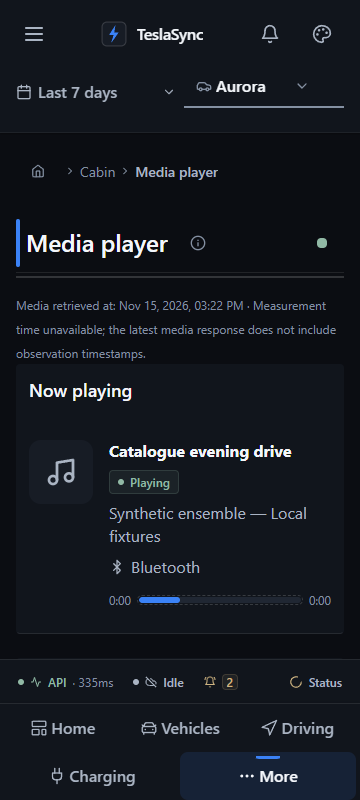 TeslaSync
Last 7 days
Aurora
Cabin
Media player
Media player
Media retrieved at: Nov 15, 2026, 03:22 PM · Measurement
time unavailable; the latest media response does not include
observation timestamps.
Now playing
Catalogue evening drive
Playing
Synthetic ensemble — Local
fixtures
Bluetooth
0:00
0:00
API · 335ms
Idle
2
Status
Home
Vehicles
Driving
Charging
More